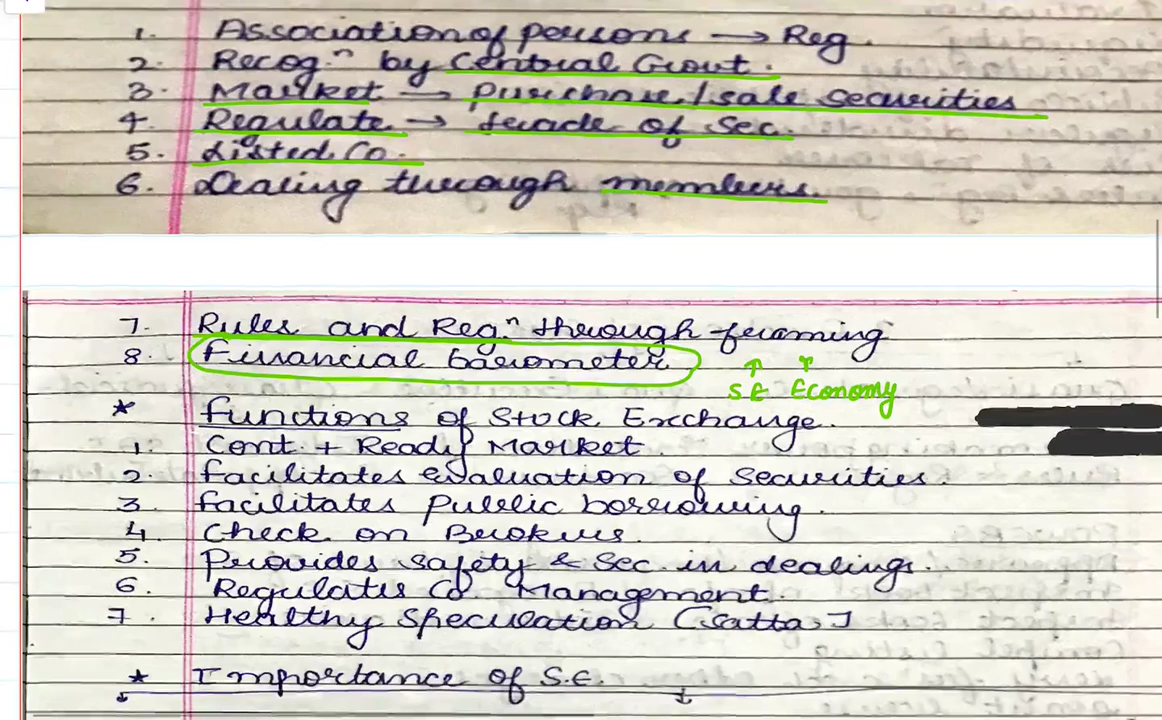 1. Association of persons → Reg.
2. Recog.ⁿ by Central Govt.
3. Market → purchase/sale securities
4. Regulate → trade of Sec.
5. Listed Co.
6. Dealing through members.
7. Rules and Regⁿ through framing
8. Financial barometer
↑ ↑
SE Economy
* Functions of Stock Exchange.
1. Cont. + Ready Market.
2. Facilitates evaluation of securities.
3. Facilitates Public borrowing.
4. Check on Brokers.
5. Provides safety & Sec. in dealings.
6. Regulates Co. Management.
7. Healthy Speculation (Satta)
* Importance of S.E.
↓ ↓